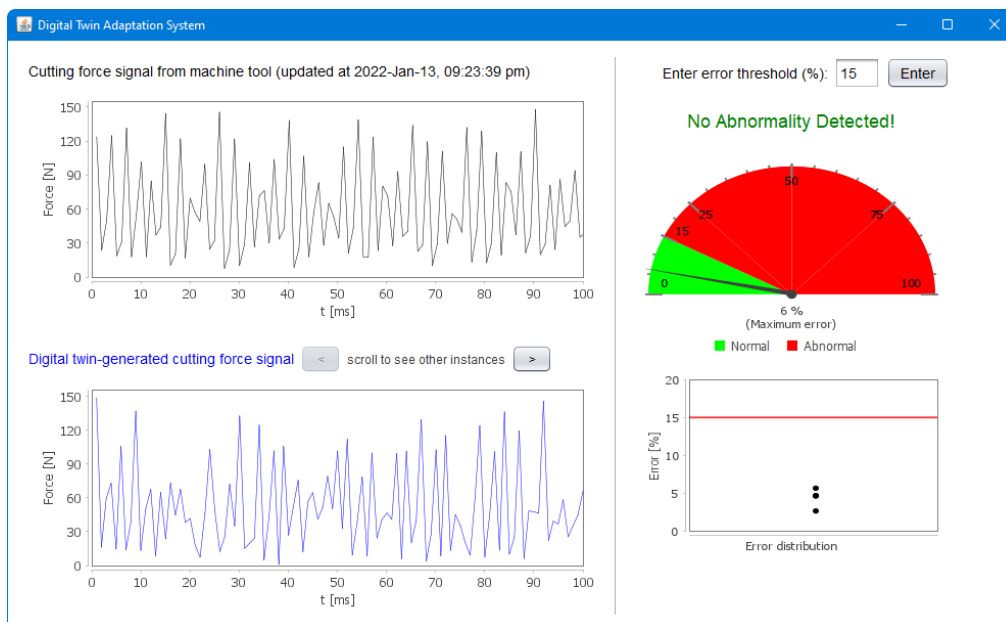 Digital Twin Adaptation System
Cutting force signal from machine tool (updated at 2022-Jan-13, 09:23:39 pm)
150
120
90
60
30
0
Force [N]
0 10 20 30 40 50 60 70 80 90 100
t [ms]
Digital twin-generated cutting force signal < scroll to see other instances >
150
120
90
60
30
0
Force [N]
0 10 20 30 40 50 60 70 80 90 100
t [ms]
Enter error threshold (%): 15 Enter
No Abnormality Detected!
50
25 75
15
0 100
6 %
(Maximum error)
Normal Abnormal
20
15
10
5
0
Error [%]
Error distribution